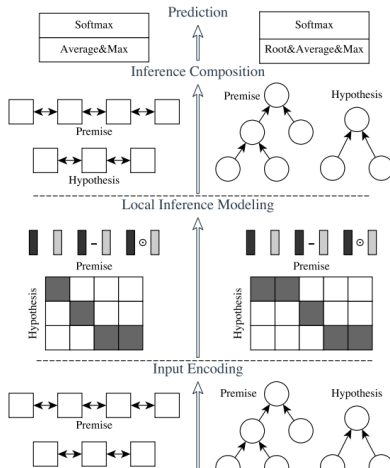 Prediction
Softmax
Average&Max
Softmax
Root&Average&Max
Inference Composition
Premise
Hypothesis
Premise
Hypothesis
Local Inference Modeling
-
⊙
-
⊙
Premise
Hypothesis
Premise
Hypothesis
Input Encoding
Premise
Premise
Hypothesis